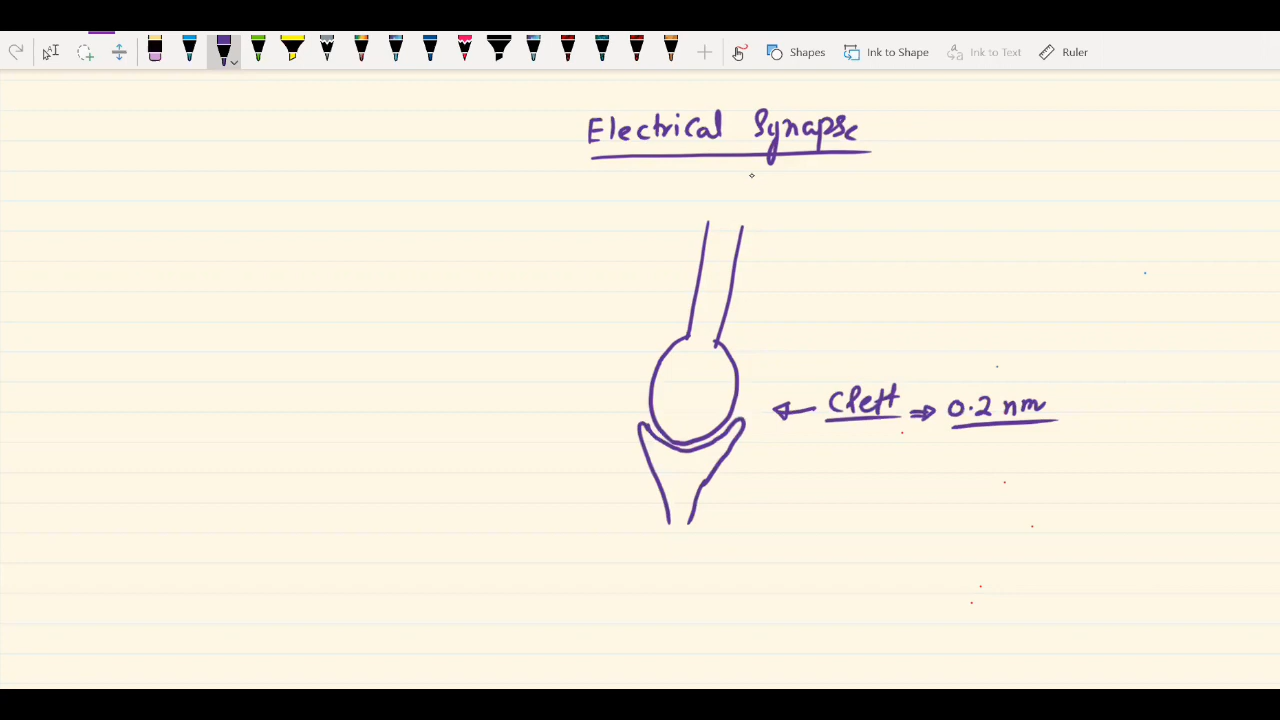 Shapes Ink to Shape Ink to Text Ruler
Electrical Synapse
Cleft ⇒ 0.2 nm